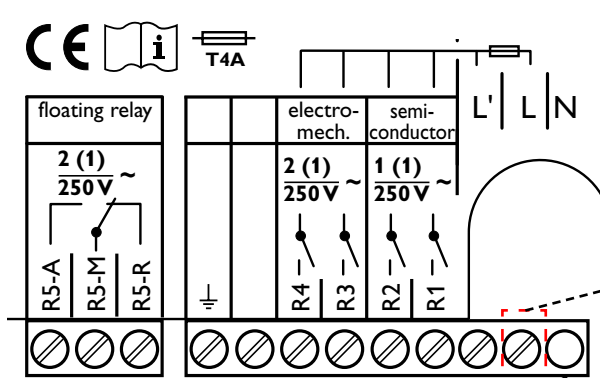 CE i T4A
floating relay
electro-
mech.
semi-
conductor
L' L N
2 (1)
250 V ~
2 (1)
250 V ~
1 (1)
250 V ~
R5-A R5-M R5-R R4 R3 R2 R1